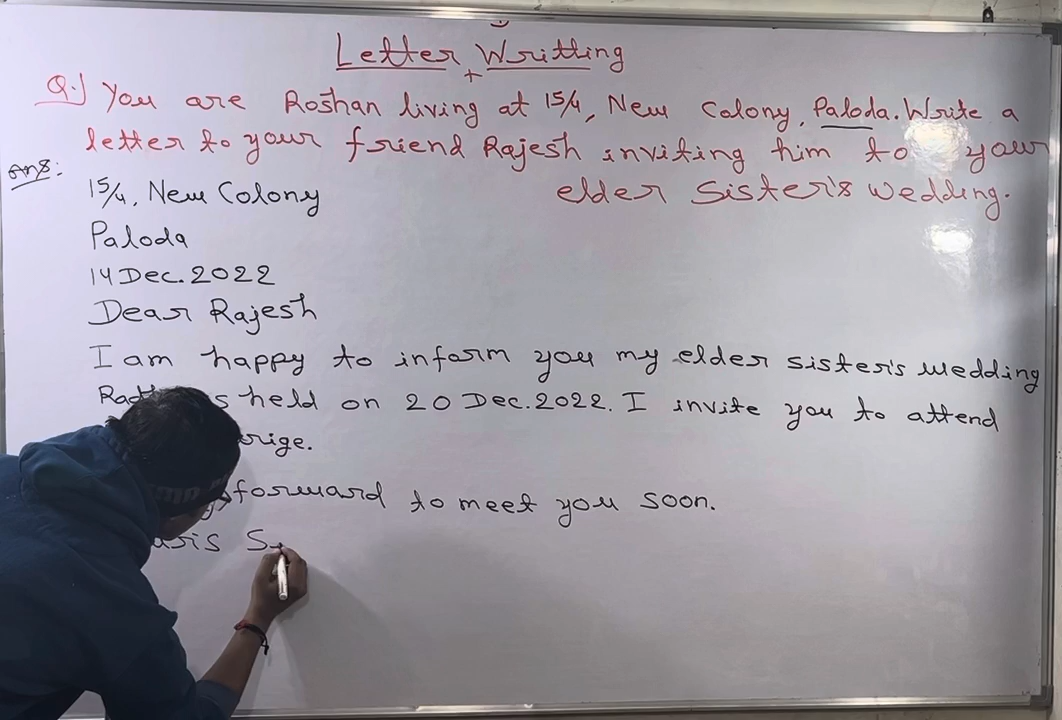 Letter Writting
Q.) You are Roshan living at 15/4, New Colony, Paloda. Write a
letter to your friend Rajesh inviting him to your
elder Sister's wedding.
Ans:
15/4, New Colony
Paloda
14 Dec. 2022
Dear Rajesh
I am happy to inform you my elder sister's wedding
held on 20 Dec. 2022. I invite you to attend
forward to meet you soon.